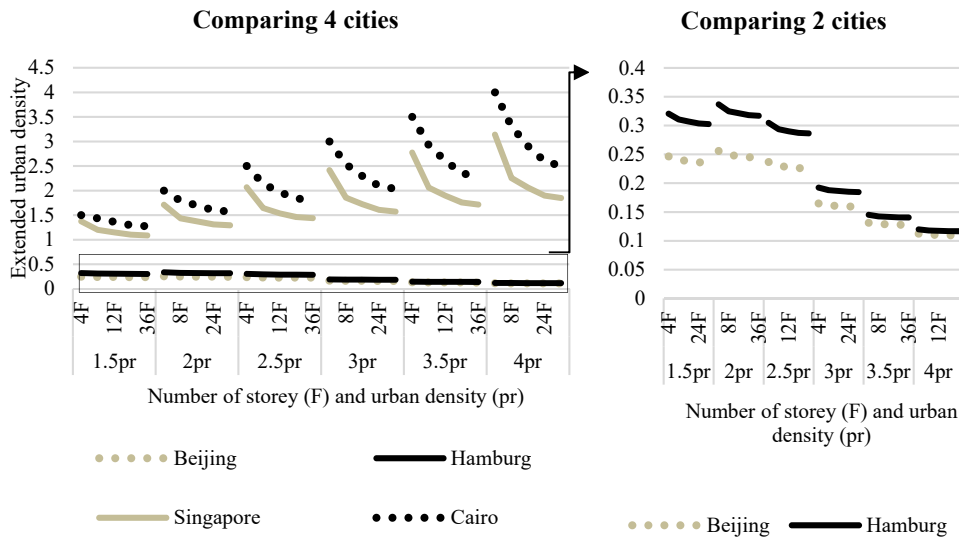 Comparing 4 cities
Extended urban density
4.5
4
3.5
3
2.5
2
1.5
1
0.5
0
4F 12F 36F 8F 24F 4F 12F 36F 8F 24F 4F 12F 36F 8F 24F
1.5pr 2pr 2.5pr 3pr 3.5pr 4pr
Number of storey (F) and urban density (pr)
Beijing Hamburg
Singapore Cairo
Comparing 2 cities
0.4
0.35
0.3
0.25
0.2
0.15
0.1
0.05
0
4F 24F 8F 36F 12F 4F 24F 8F 36F 12F
1.5pr 2pr 2.5pr 3pr 3.5pr 4pr
Number of storey (F) and urban
density (pr)
Beijing Hamburg